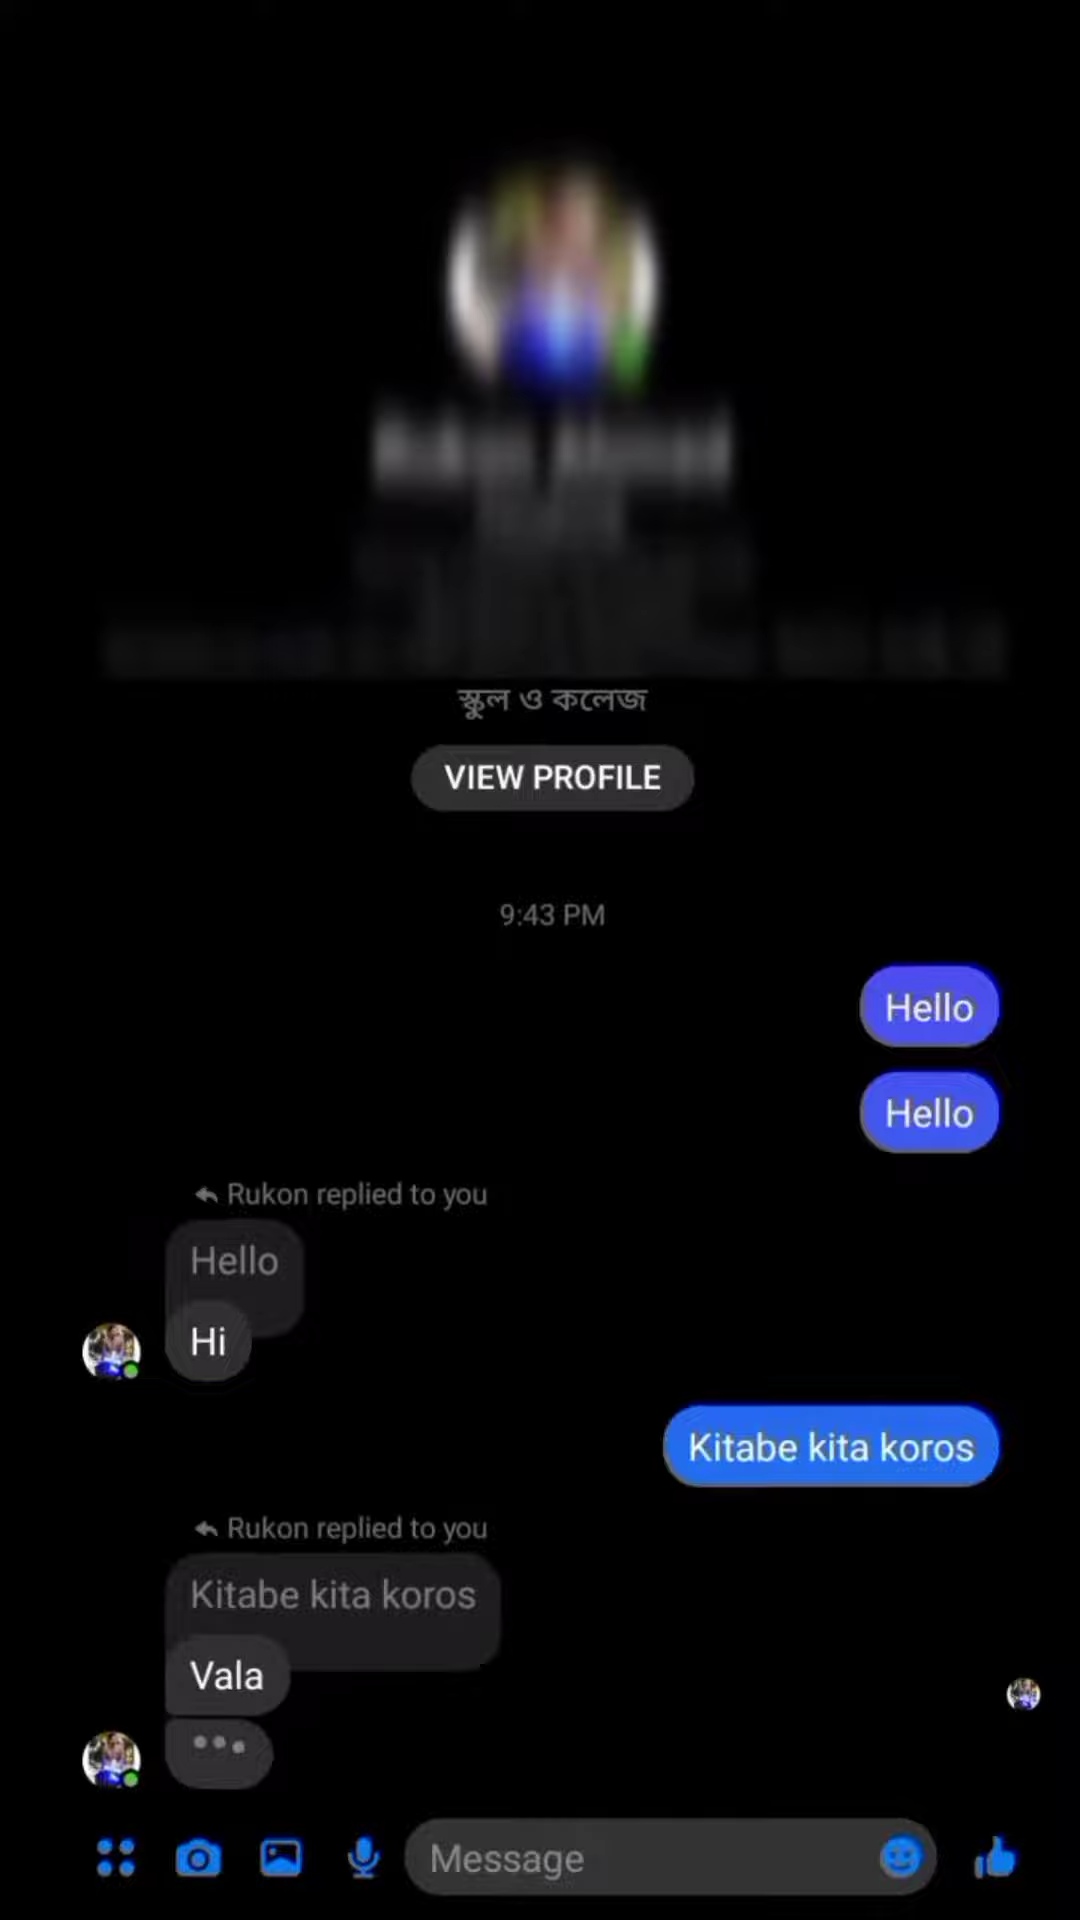 স্কুল ও কলেজ
VIEW PROFILE
9:43 PM
Hello
Hello
Rukon replied to you
Hello
Hi
Kitabe kita koros
Rukon replied to you
Kitabe kita koros
Vala
Message